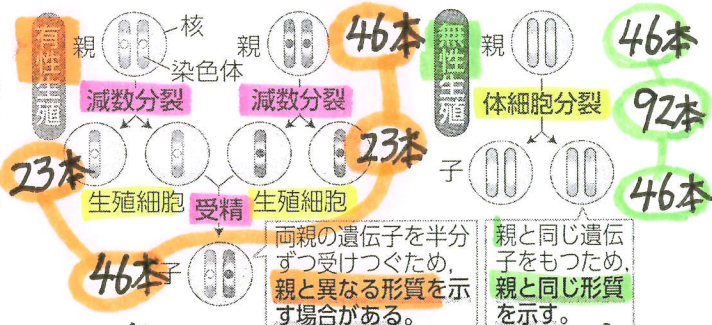 有性生殖
親
核
染色体
親
46本
減数分裂
減数分裂
23本
23本
生殖細胞
受精
生殖細胞
46本
子
両親の遺伝子を半分
ずつ受けつぐため,
親と異なる形質を示
す場合がある。
無性生殖
親
46本
体細胞分裂
92本
子
46本
親と同じ遺伝
子をもつため,
親と同じ形質
を示す。